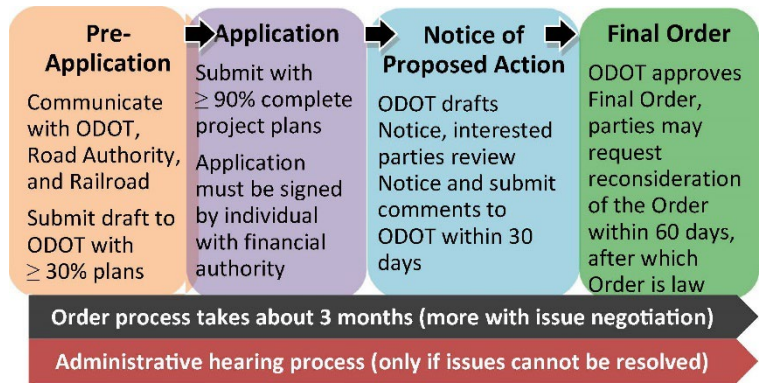 Pre-
Application
Communicate
with ODOT,
Road Authority,
and Railroad
Submit draft to
ODOT with
≥ 30% plans
Application
Submit with
≥ 90% complete
project plans
Application
must be signed
by individual
with financial
authority
Notice of
Proposed Action
ODOT drafts
Notice, interested
parties review
Notice and submit
comments to
ODOT within 30
days
Final Order
ODOT approves
Final Order,
parties may
request
reconsideration
of the Order
within 60 days,
after which
Order is law
Order process takes about 3 months (more with issue negotiation)
Administrative hearing process (only if issues cannot be resolved)